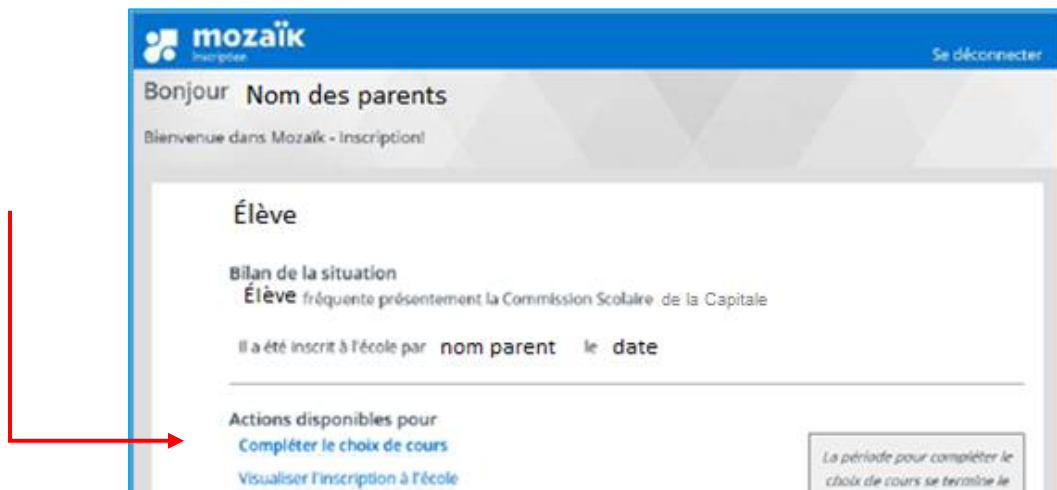 mozaïk
Inscription
Se déconnecter
Bonjour Nom des parents
Bienvenue dans Mozaïk - Inscription!
Élève
Bilan de la situation
Élève fréquente présentement la Commission Scolaire de la Capitale
Il a été inscrit à l'école par nom parent le date
Actions disponibles pour
Compléter le choix de cours
Visualiser l'inscription à l'école
La période pour compléter le
choix de cours se termine le